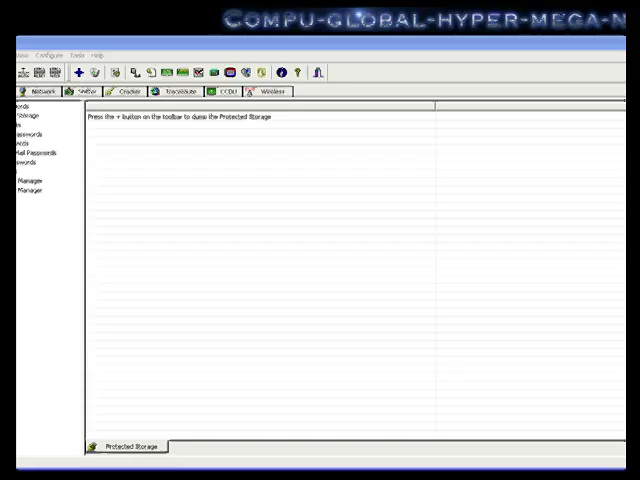 COMPU-GLOBAL-HYPER-MEGA-N
View Configure Tools Help
Network Sniffer Cracker Traceroute CCDU Wireless
Press the + button on the toolbar to dump the Protected Storage
Storage
asswords
Mail Passwords
swords
Manager
Manager
Protected Storage